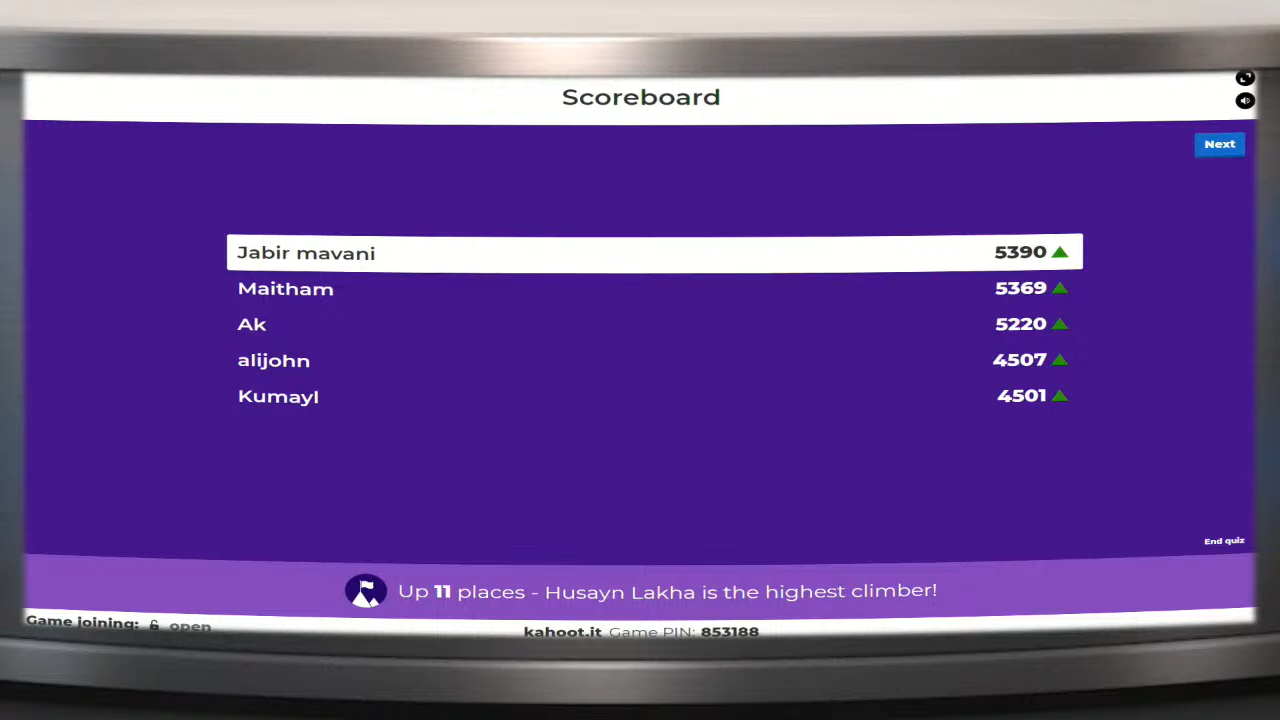 Scoreboard
Next
Jabir mavani 5390
Maitham 5369
Ak 5220
alijohn 4507
Kumayl 4501
End quiz
Up 11 places - Husayn Lakha is the highest climber!
Game joining: open
kahoot.it Game PIN: 853188